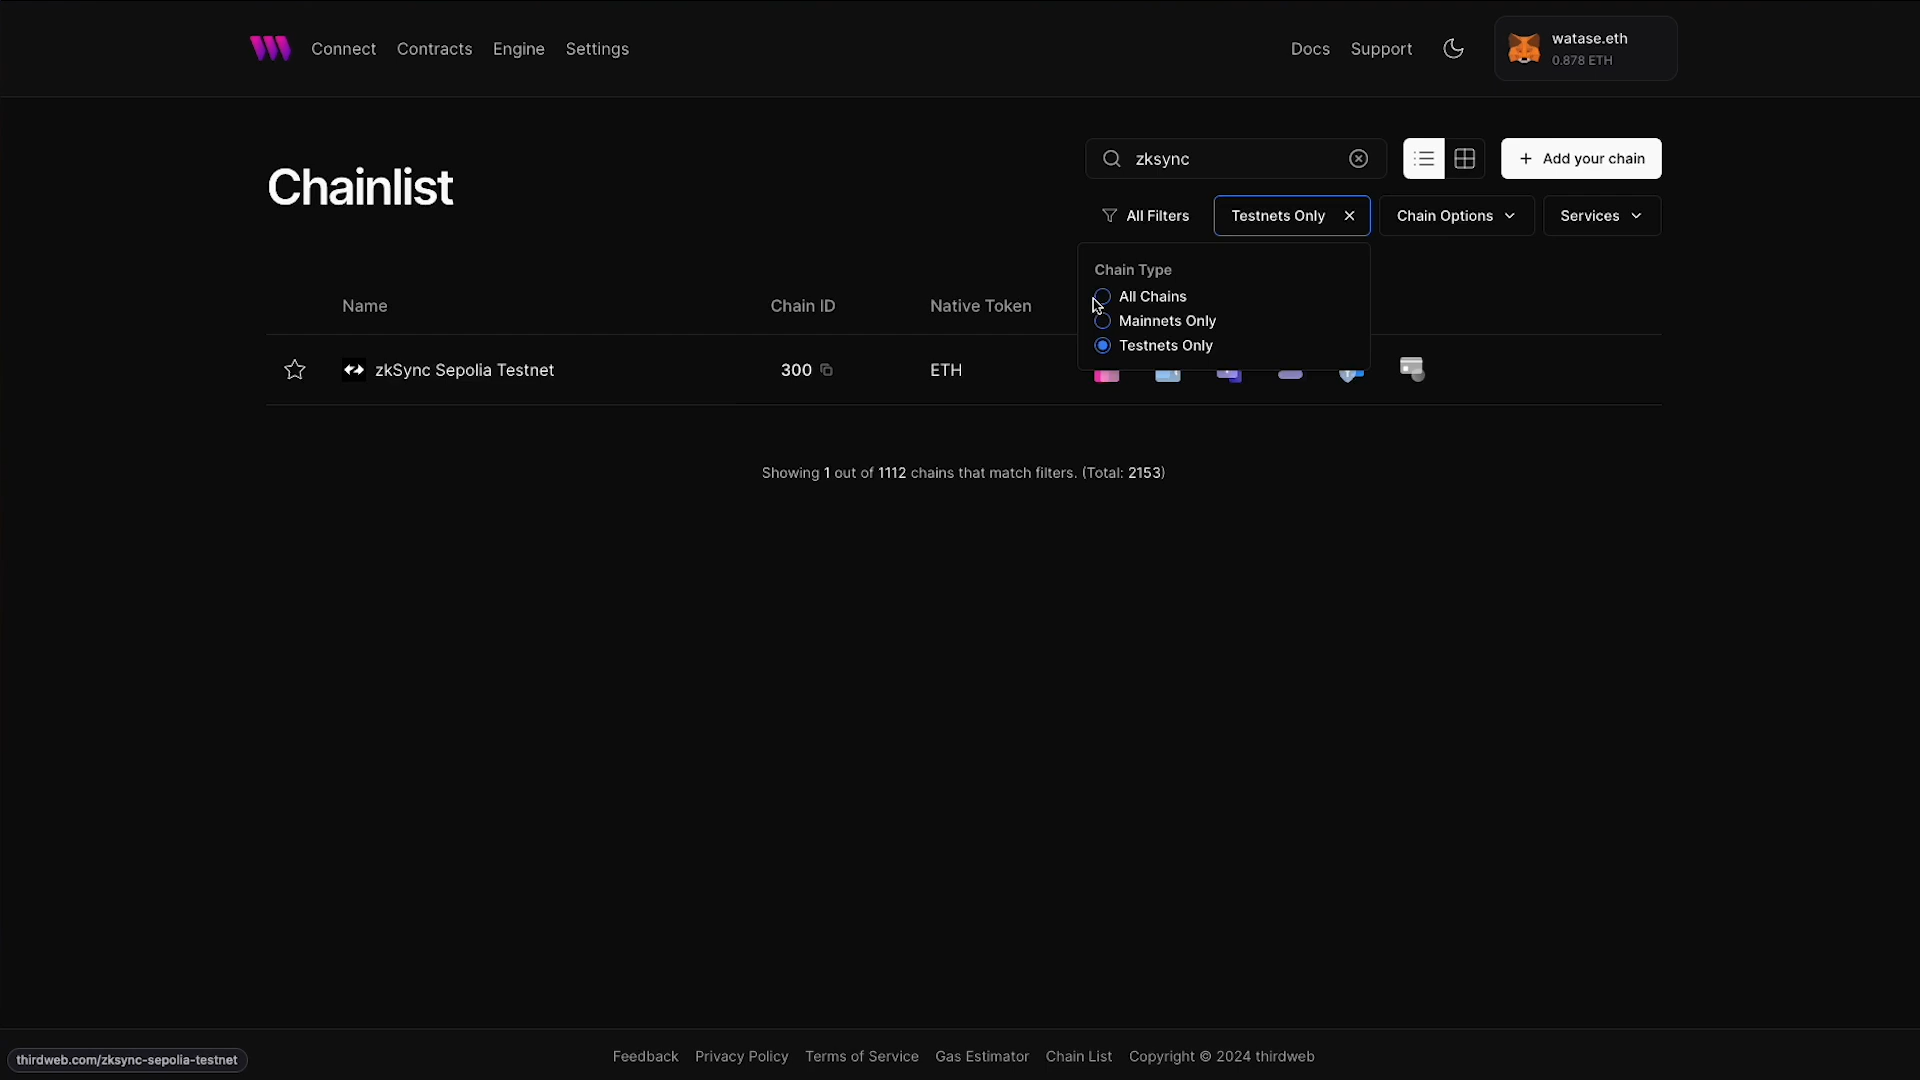 Connect Contracts Engine Settings
Docs Support
watase.eth
0.878 ETH
Chainlist
zksync
Add your chain
All Filters
Testnets Only
Chain Options
Services
Chain Type
All Chains
Mainnets Only
Testnets Only
Name Chain ID Native Token
zkSync Sepolia Testnet 300 ETH
Showing 1 out of 1112 chains that match filters. (Total: 2153)
Feedback Privacy Policy Terms of Service Gas Estimator Chain List Copyright © 2024 thirdweb
thirdweb.com/zksync-sepolia-testnet